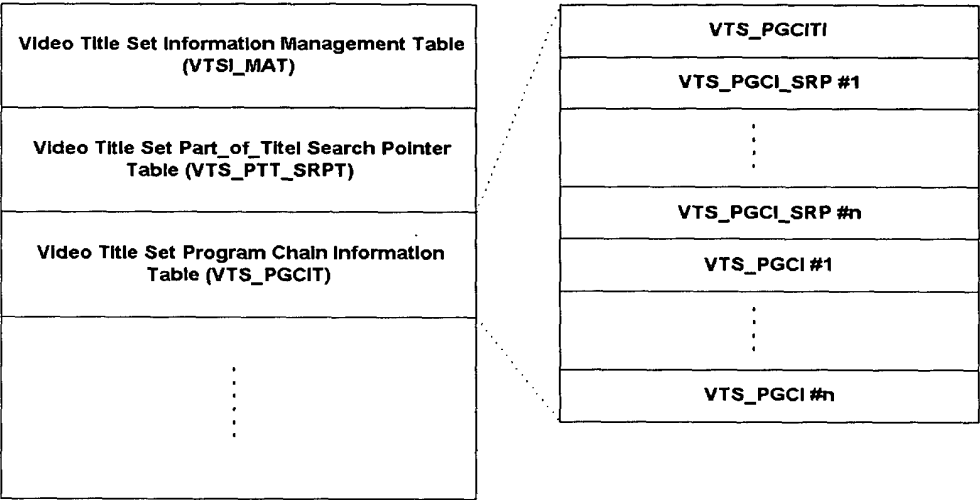 Video Title Set Information Management Table
(VTSI_MAT)
Video Title Set Part_of_Titel Search Pointer
Table (VTS_PTT_SRPT)
Video Title Set Program Chain Information
Table (VTS_PGCIT)
VTS_PGCITI
VTS_PGCI_SRP #1
VTS_PGCI_SRP #n
VTS_PGCI #1
VTS_PGCI #n